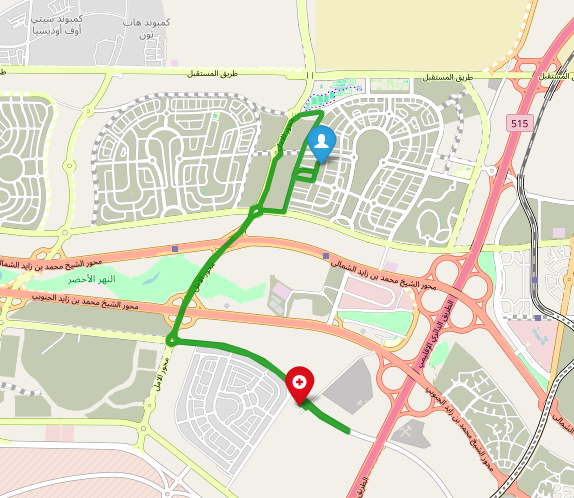 كمبوند سيتي
أوف أوديسيا
كمبوند هاب
تون
طريق المستقبل
طريق المستقبل
515
محور الشيخ محمد بن زايد الشمالي
محور الشيخ محمد بن زايد الشمالي
النهر الأخضر
محور الشيخ محمد بن زايد الجنوبي
محور الأمل
الطريق الدائري الإقليمي
محور الشيخ محمد بن زايد الجنوبي